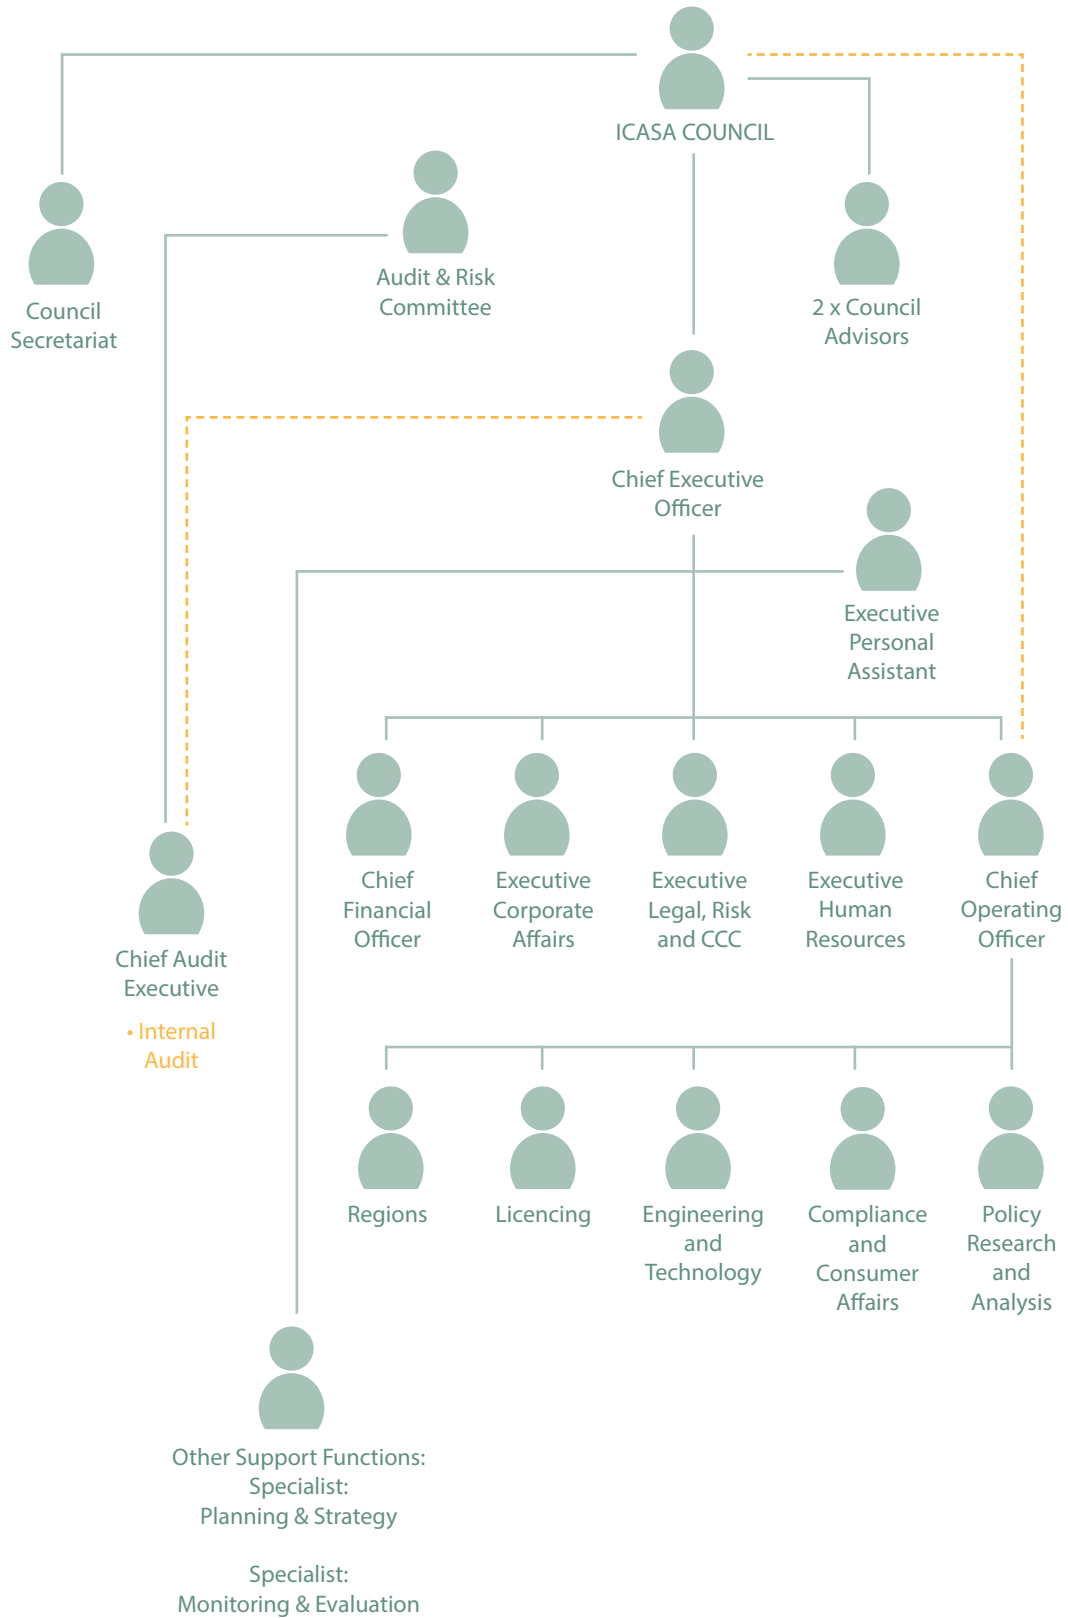 ICASA COUNCIL
Council
Secretariat
Audit & Risk
Committee
2 x Council
Advisors
Chief Executive
Officer
Executive
Personal
Assistant
Chief
Financial
Officer
Executive
Corporate
Affairs
Executive
Legal, Risk
and CCC
Executive
Human
Resources
Chief
Operating
Officer
Chief Audit
Executive
• Internal
Audit
Regions
Licencing
Engineering
and
Technology
Compliance
and
Consumer
Affairs
Policy
Research
and
Analysis
Other Support Functions:
Specialist:
Planning & Strategy
Specialist:
Monitoring & Evaluation